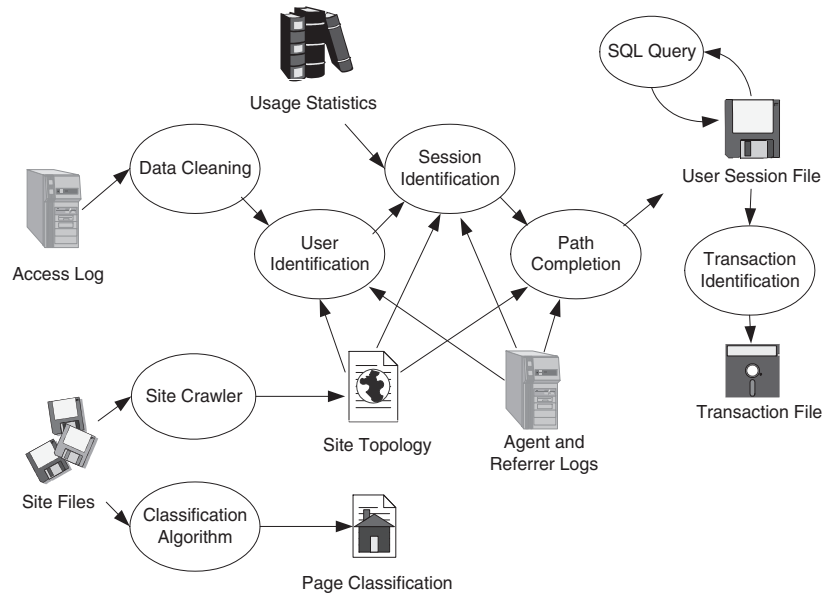 SQL Query
Usage Statistics
Data Cleaning
Session
Identification
User Session File
Access Log
User
Identification
Path
Completion
Transaction
Identification
Site Crawler
Site Topology
Agent and
Referrer Logs
Transaction File
Site Files
Classification
Algorithm
Page Classification